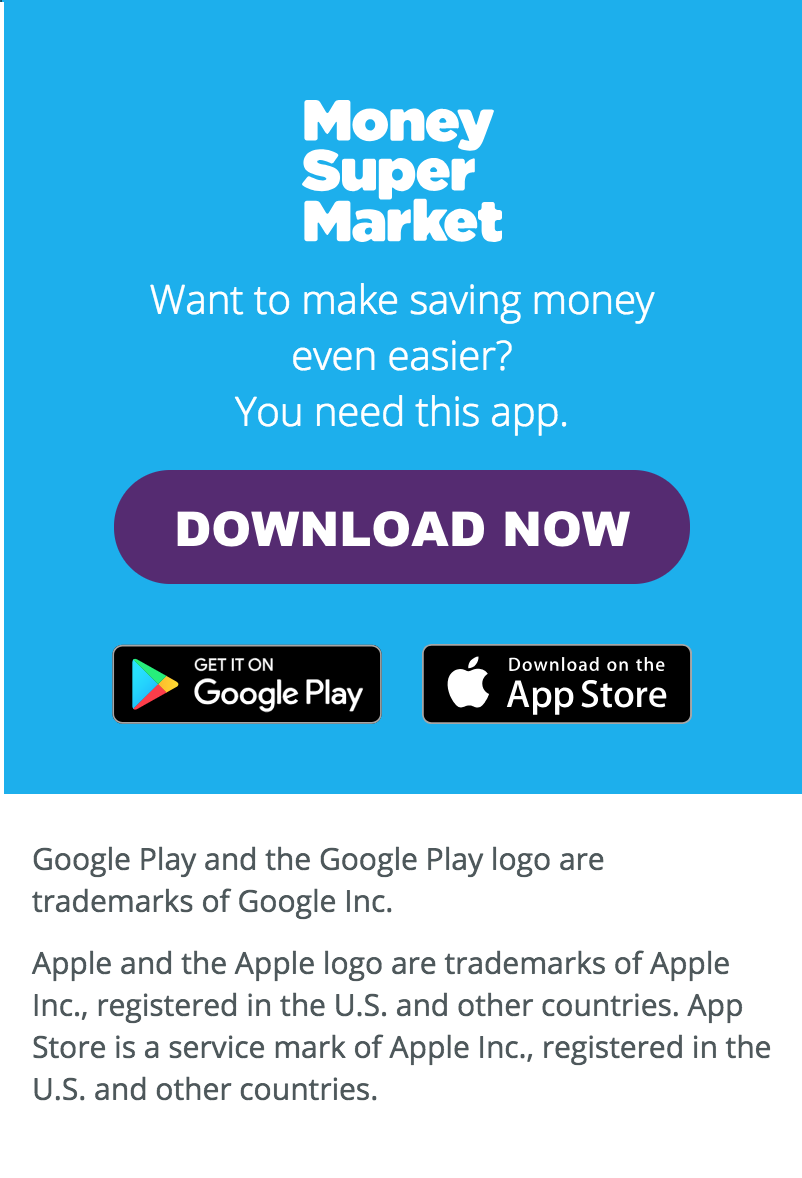 Money
Super
Market
Want to make saving money
even easier?
You need this app.
DOWNLOAD NOW
GET IT ON
Google Play
Download on the
App Store
Google Play and the Google Play logo are
trademarks of Google Inc.
Apple and the Apple logo are trademarks of Apple
Inc., registered in the U.S. and other countries. App
Store is a service mark of Apple Inc., registered in the
U.S. and other countries.